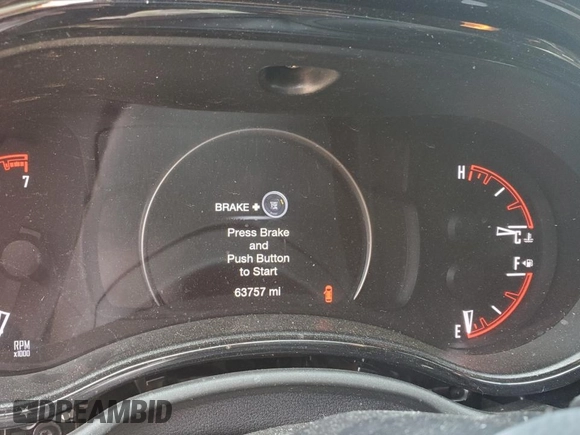 7
H
BRAKE +
Press Brake
and
Push Button
to Start
63757 mi
C
F
E
RPM
x1000
DREAMBID